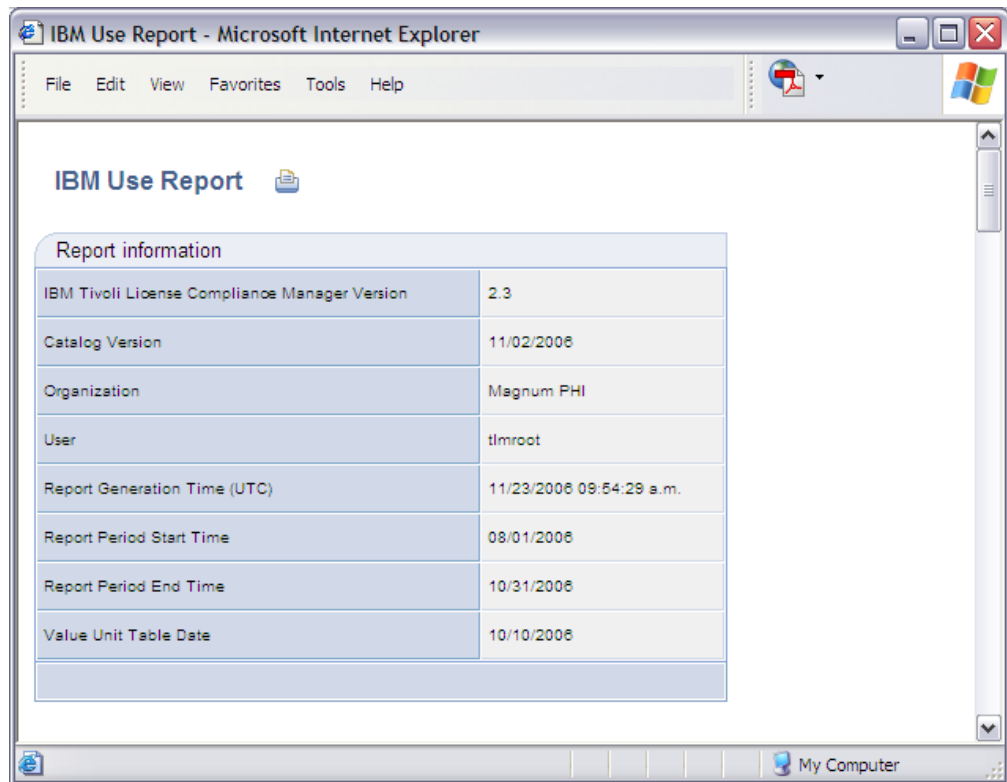 IBM Use Report - Microsoft Internet Explorer
File Edit View Favorites Tools Help
IBM Use Report
Report information
IBM Tivoli License Compliance Manager Version 2.3
Catalog Version 11/02/2006
Organization Magnum PHI
User tlmroot
Report Generation Time (UTC) 11/23/2006 09:54:29 a.m.
Report Period Start Time 08/01/2006
Report Period End Time 10/31/2006
Value Unit Table Date 10/10/2006
My Computer